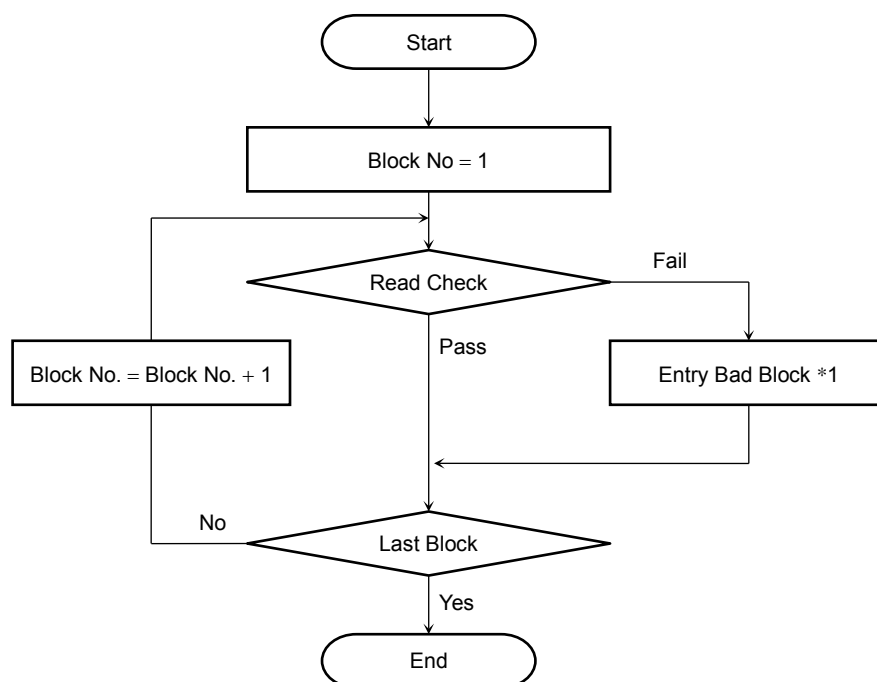 Start
Block No = 1
Read Check
Fail
Pass
Block No. = Block No. + 1
Entry Bad Block *1
No
Last Block
Yes
End